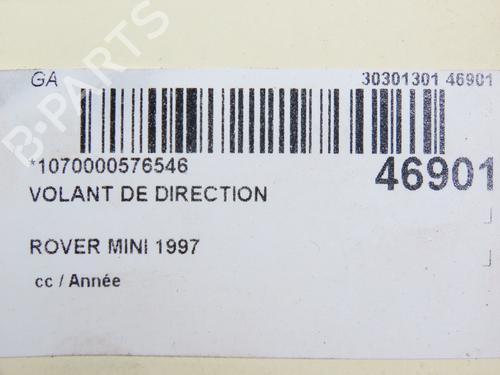 GA
30301301 46901
*1070000576546
46901
VOLANT DE DIRECTION
ROVER MINI 1997
cc / Année
B-PARTS